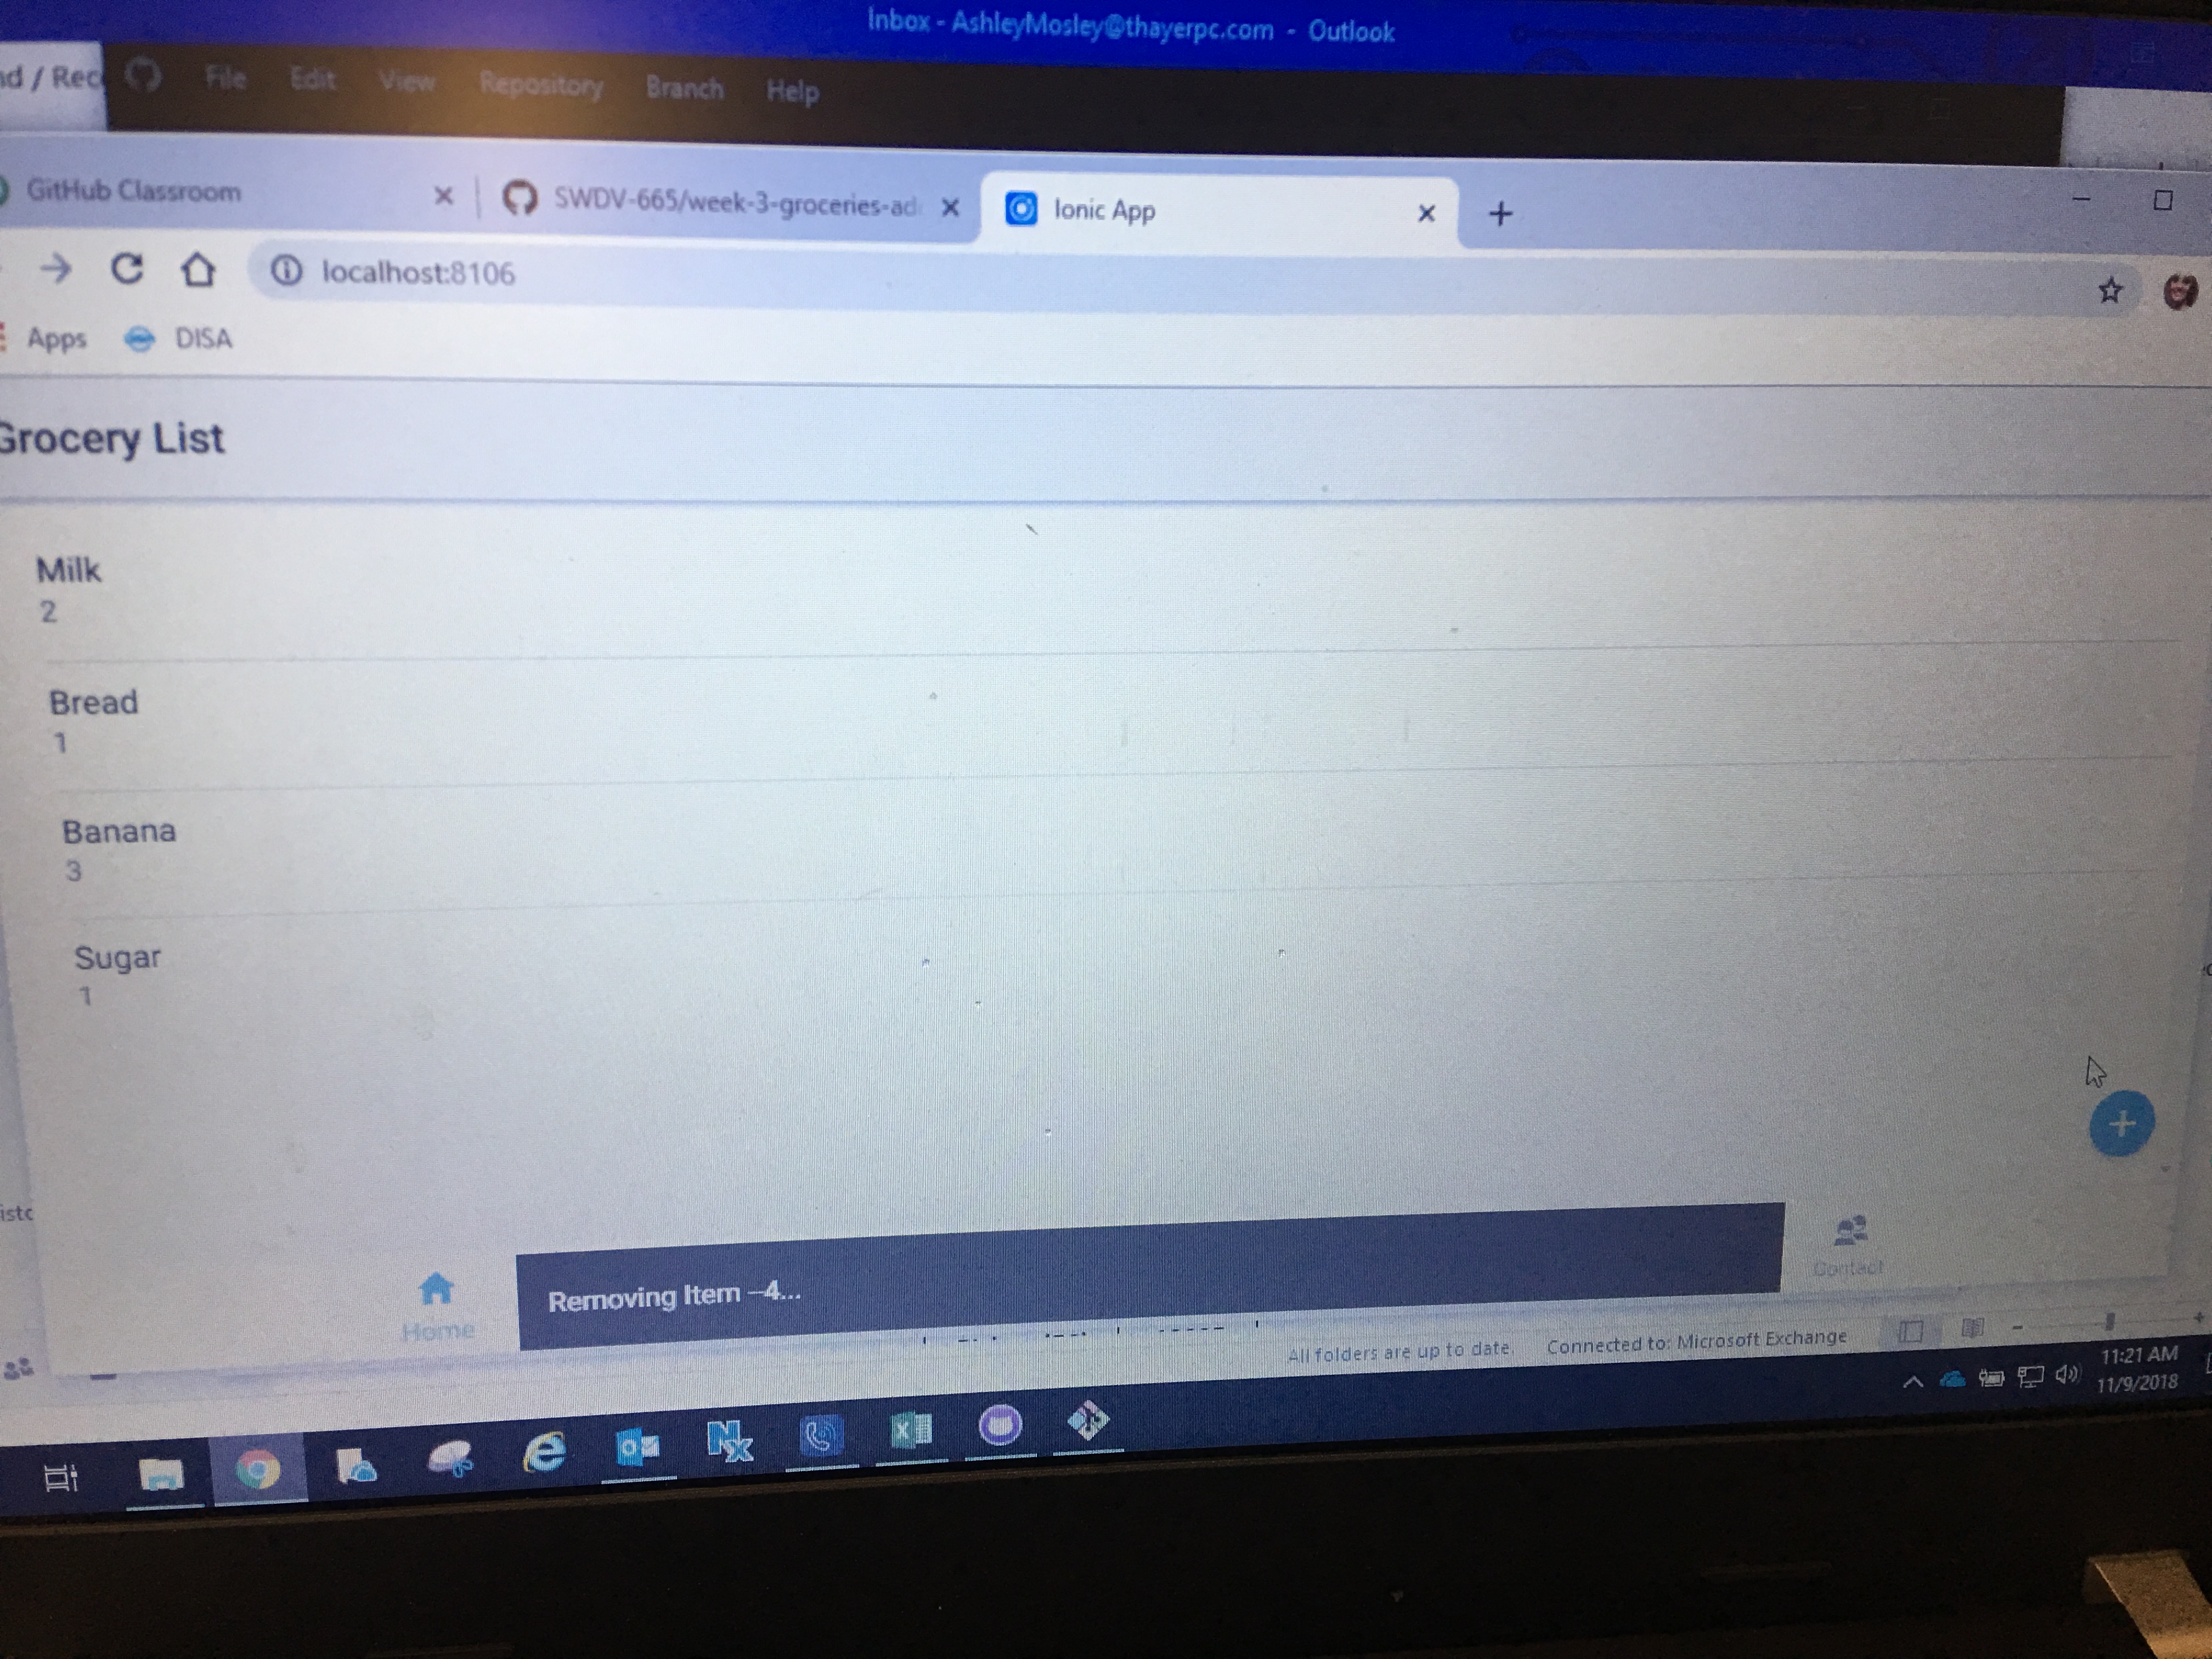 Inbox - AshleyMosley@thayerpc.com - Outlook
nd / Rec
File Edit View Repository Branch Help
GitHub Classroom
SWDV-665/week-3-groceries-ad
Ionic App
localhost:8106
Apps DISA
Grocery List
Milk
2
Bread
1
Banana
3
Sugar
1
istc
Home
Removing Item —4...
Contact
All folders are up to date. Connected to: Microsoft Exchange
11:21 AM
11/9/2018